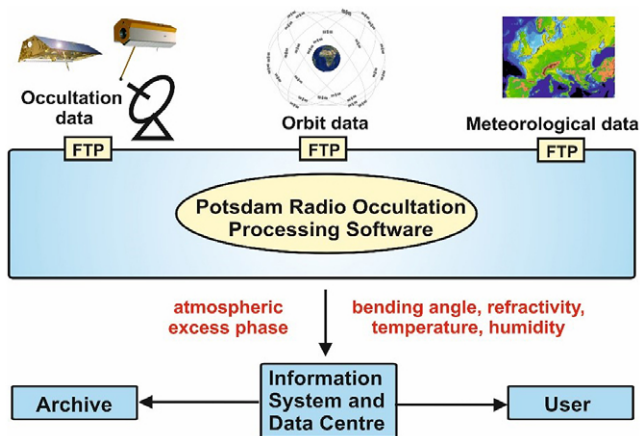 Occultation
data
Orbit data
Meteorological data
FTP
FTP
FTP
Potsdam Radio Occultation
Processing Software
atmospheric
excess phase
bending angle, refractivity,
temperature, humidity
Archive
Information
System and
Data Centre
User